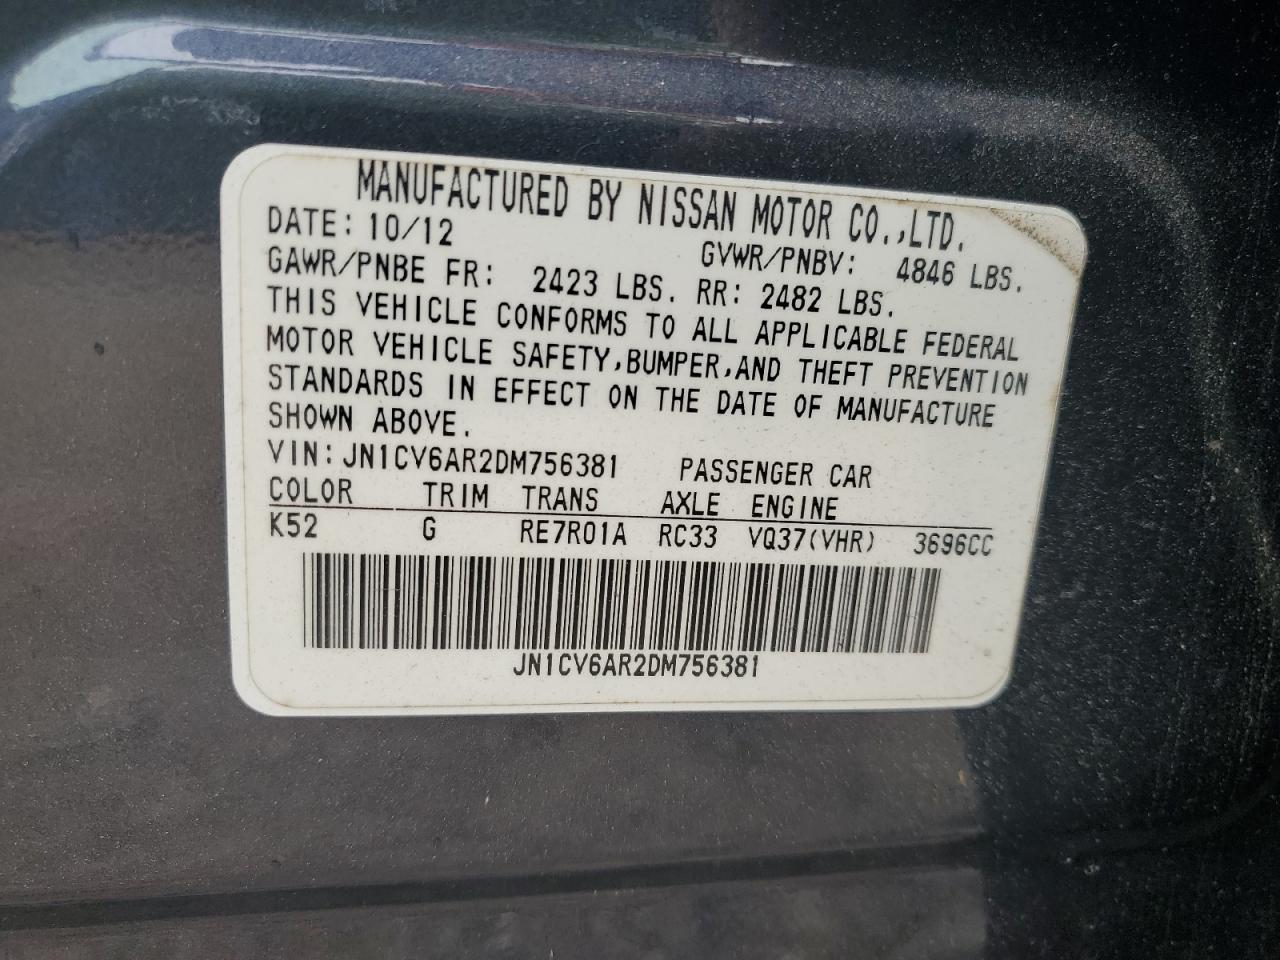 MANUFACTURED BY NISSAN MOTOR CO.,LTD.
DATE: 10/12 GVWR/PNBV: 4846 LBS.
GAWR/PNBE FR: 2423 LBS. RR: 2482 LBS.
THIS VEHICLE CONFORMS TO ALL APPLICABLE FEDERAL
MOTOR VEHICLE SAFETY,BUMPER,AND THEFT PREVENTION
STANDARDS IN EFFECT ON THE DATE OF MANUFACTURE
SHOWN ABOVE.
VIN: JN1CV6AR2DM756381 PASSENGER CAR
COLOR TRIM TRANS AXLE ENGINE
K52 G RE7R01A RC33 VQ37(VHR) 3696CC
JN1CV6AR2DM756381